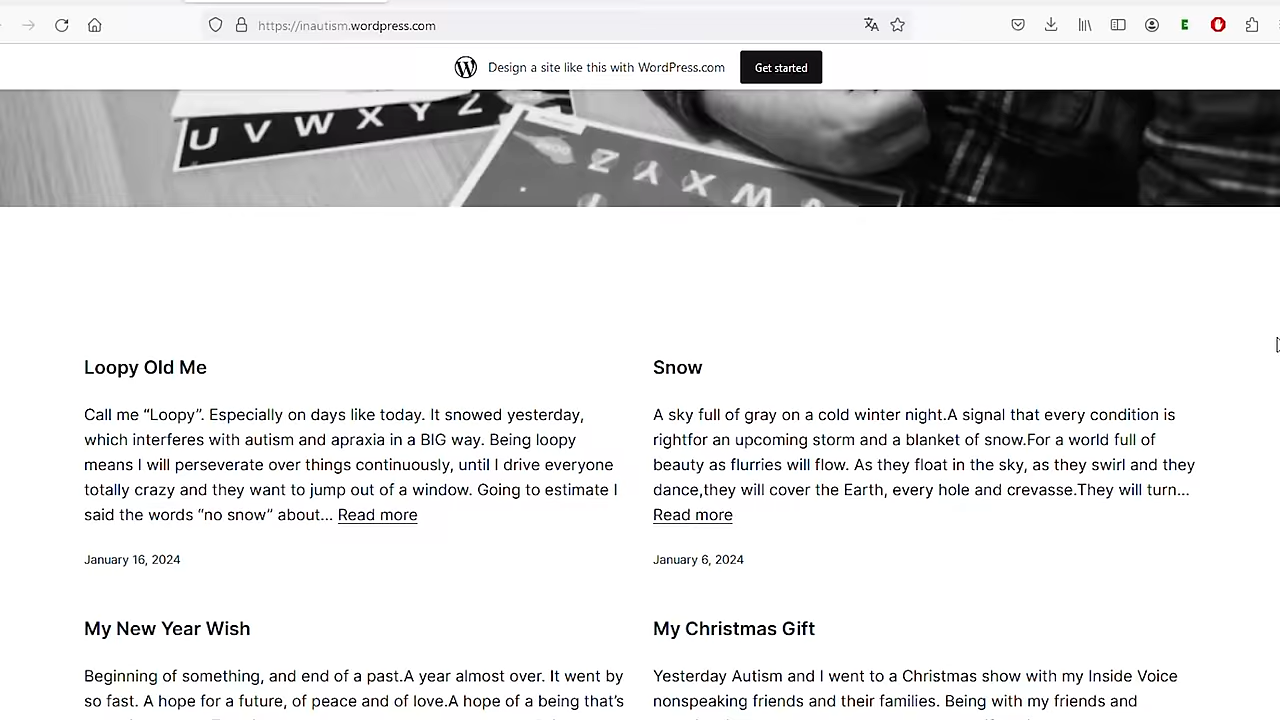 https://inautism.wordpress.com
Design a site like this with WordPress.com
Get started
U V W X Y Z
Z Y X W
Loopy Old Me
Call me “Loopy”. Especially on days like today. It snowed yesterday,
which interferes with autism and apraxia in a BIG way. Being loopy
means I will perseverate over things continuously, until I drive everyone
totally crazy and they want to jump out of a window. Going to estimate I
said the words “no snow” about... Read more
January 16, 2024
Snow
A sky full of gray on a cold winter night.A signal that every condition is
rightfor an upcoming storm and a blanket of snow.For a world full of
beauty as flurries will flow. As they float in the sky, as they swirl and they
dance,they will cover the Earth, every hole and crevasse.They will turn...
Read more
January 6, 2024
My New Year Wish
Beginning of something, and end of a past.A year almost over. It went by
so fast. A hope for a future, of peace and of love.A hope of a being that’s
My Christmas Gift
Yesterday Autism and I went to a Christmas show with my Inside Voice
nonspeaking friends and their families. Being with my friends and